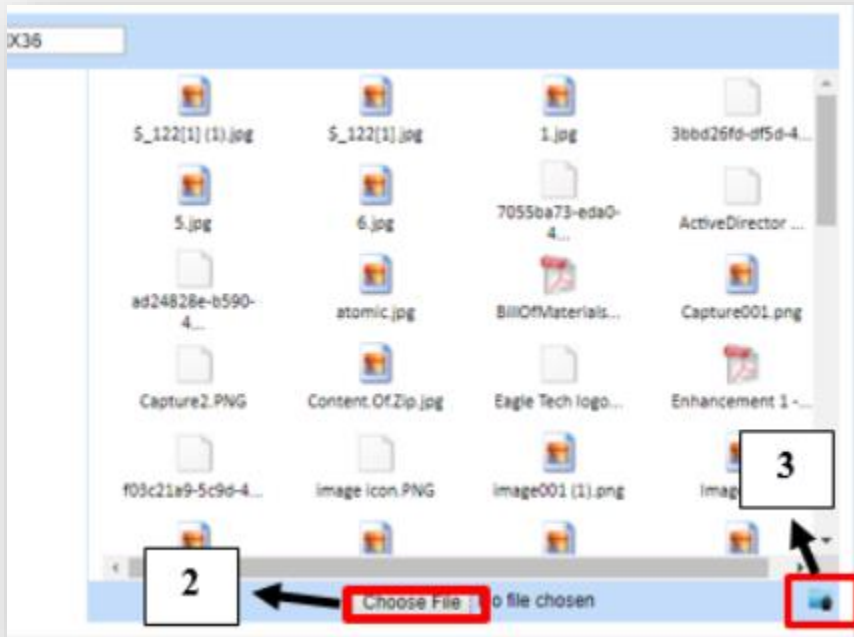 X36
5_122[1] (1).jpg
5_122[1].jpg
1.jpg
3bbd26fd-df5d-4...
5.jpg
6.jpg
7055ba73-eda0-
4...
ActiveDirector ...
ad24828e-b590-
4...
atomic.jpg
BillOfMaterials...
Capture001.png
Capture2.PNG
Content.Of.Zip.jpg
Eagle Tech logo...
Enhancement 1 -...
f03c21a9-5c9d-4...
image icon.PNG
image001 (1).png
imag
3
2
Choose File
o file chosen